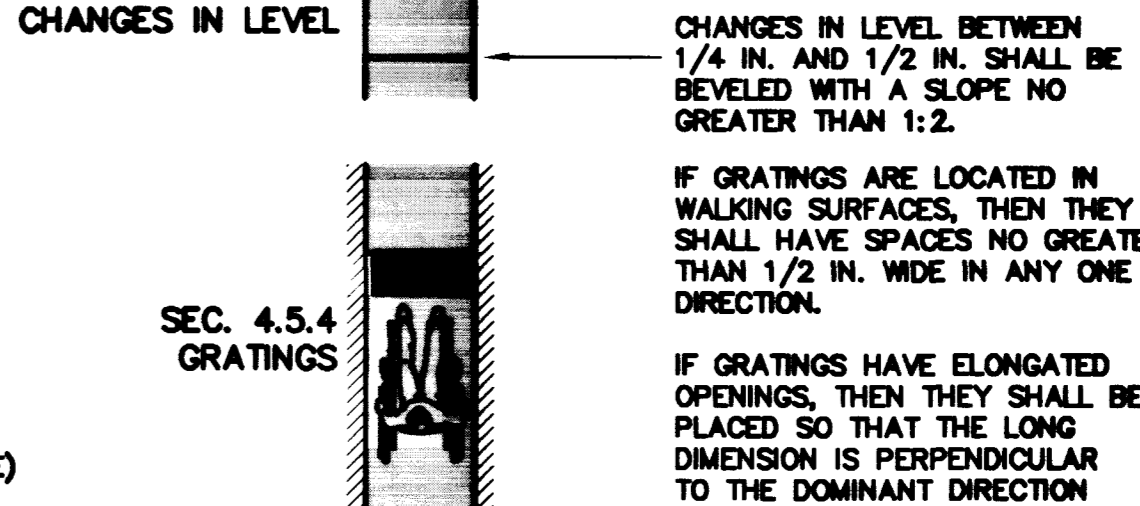 CHANGES IN LEVEL
CHANGES IN LEVEL BETWEEN
1/4 IN. AND 1/2 IN. SHALL BE
BEVELED WITH A SLOPE NO
GREATER THAN 1:2.
IF GRATINGS ARE LOCATED IN
WALKING SURFACES, THEN THEY
SHALL HAVE SPACES NO GREATE
THAN 1/2 IN. WIDE IN ANY ONE
DIRECTION.
SEC. 4.5.4
GRATINGS
IF GRATINGS HAVE ELONGATED
OPENINGS, THEN THEY SHALL BE
PLACED SO THAT THE LONG
DIMENSION IS PERPENDICULAR
TO THE DOMINANT DIRECTION